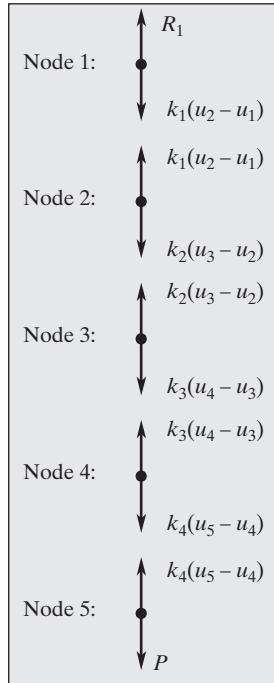 R₁
Node 1:
k₁(u₂ – u₁)
k₁(u₂ – u₁)
Node 2:
k₂(u₃ – u₂)
k₂(u₃ – u₂)
Node 3:
k₃(u₄ – u₃)
k₃(u₄ – u₃)
Node 4:
k₄(u₅ – u₄)
k₄(u₅ – u₄)
Node 5:
P